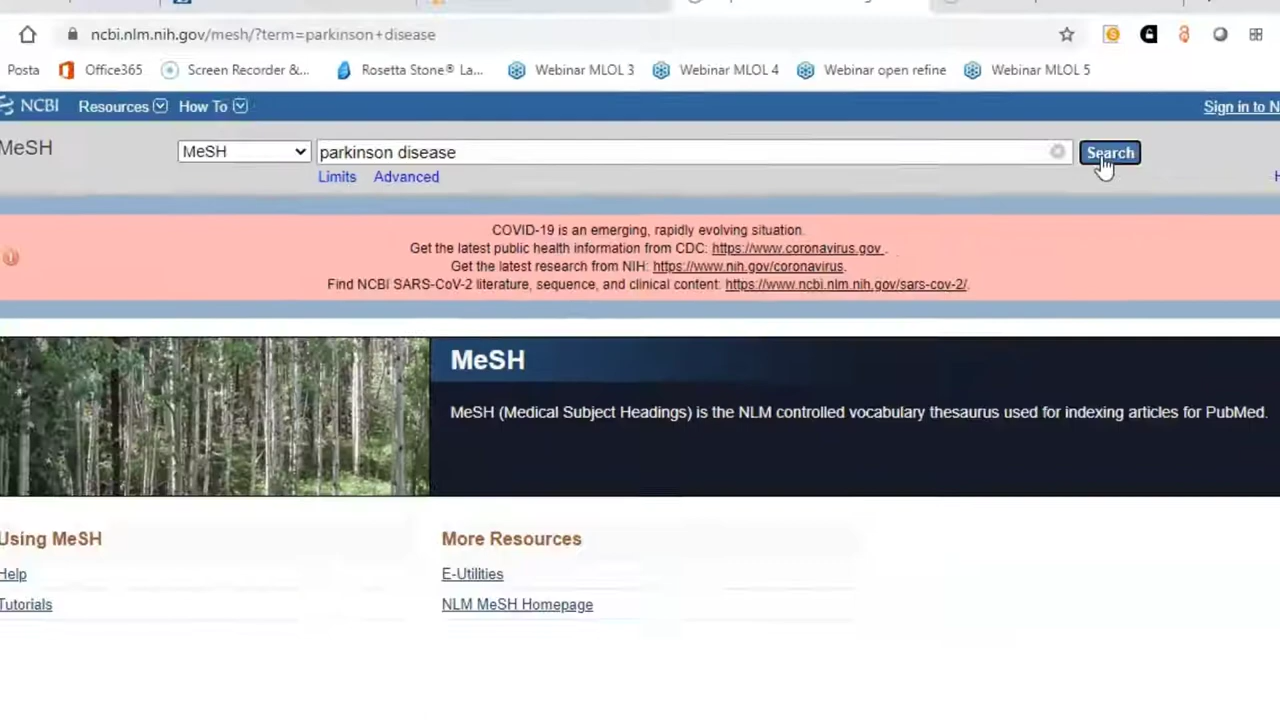 ncbi.nlm.nih.gov/mesh/?term=parkinson+disease
Posta Office365 Screen Recorder &... Rosetta Stone® La... Webinar MLOL 3 Webinar MLOL 4 Webinar open refine Webinar MLOL 5
NCBI Resources How To Sign in to N
MeSH MeSH parkinson disease Search
Limits Advanced H
COVID-19 is an emerging, rapidly evolving situation.
Get the latest public health information from CDC: https://www.coronavirus.gov .
Get the latest research from NIH: https://www.nih.gov/coronavirus.
Find NCBI SARS-CoV-2 literature, sequence, and clinical content: https://www.ncbi.nlm.nih.gov/sars-cov-2/.
MeSH
MeSH (Medical Subject Headings) is the NLM controlled vocabulary thesaurus used for indexing articles for PubMed.
Using MeSH More Resources
Help E-Utilities
Tutorials NLM MeSH Homepage